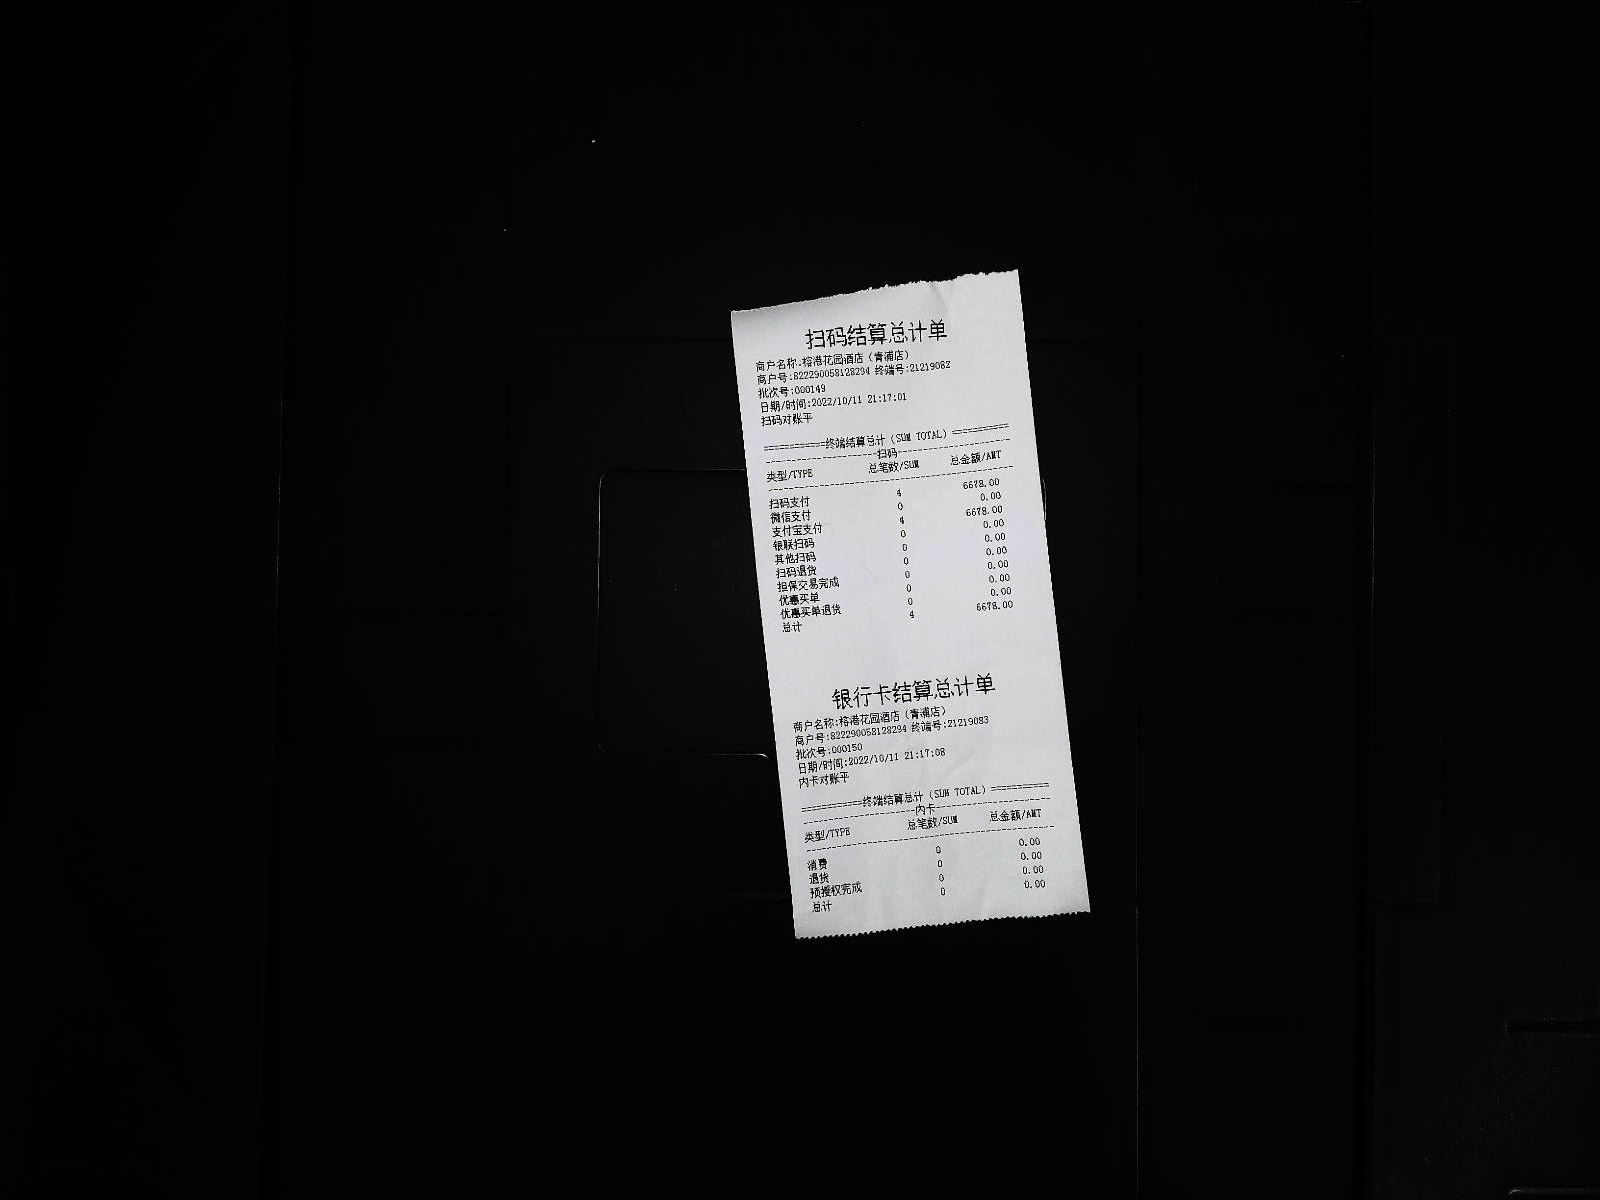 扫码结算总计单
商户名称:榕港花园酒店（青浦店）
商户号:822290058128294 终端号:21219082
批次号:000149
日期/时间:2022/10/11 21:17:01
扫码对账平
============终端结算总计（SUM TOTAL）===========
扫码
类型/TYPE 总笔数/SUM 总金额/AMT
扫码支付 4 6678.00
微信支付 0 0.00
支付宝支付 4 6678.00
银联扫码 0 0.00
其他扫码 0 0.00
扫码退货 0 0.00
担保交易完成 0 0.00
优惠买单 0 0.00
优惠买单退货 0 0.00
总计 4 6678.00
银行卡结算总计单
商户名称:榕港花园酒店（青浦店）
商户号:822290058128294 终端号:21219083
批次号:000150
日期/时间:2022/10/11 21:17:08
内卡对账平
============终端结算总计（SUM TOTAL）===========
内卡
类型/TYPE 总笔数/SUM 总金额/AMT
消费 0 0.00
退货 0 0.00
预授权完成 0 0.00
总计 0 0.00